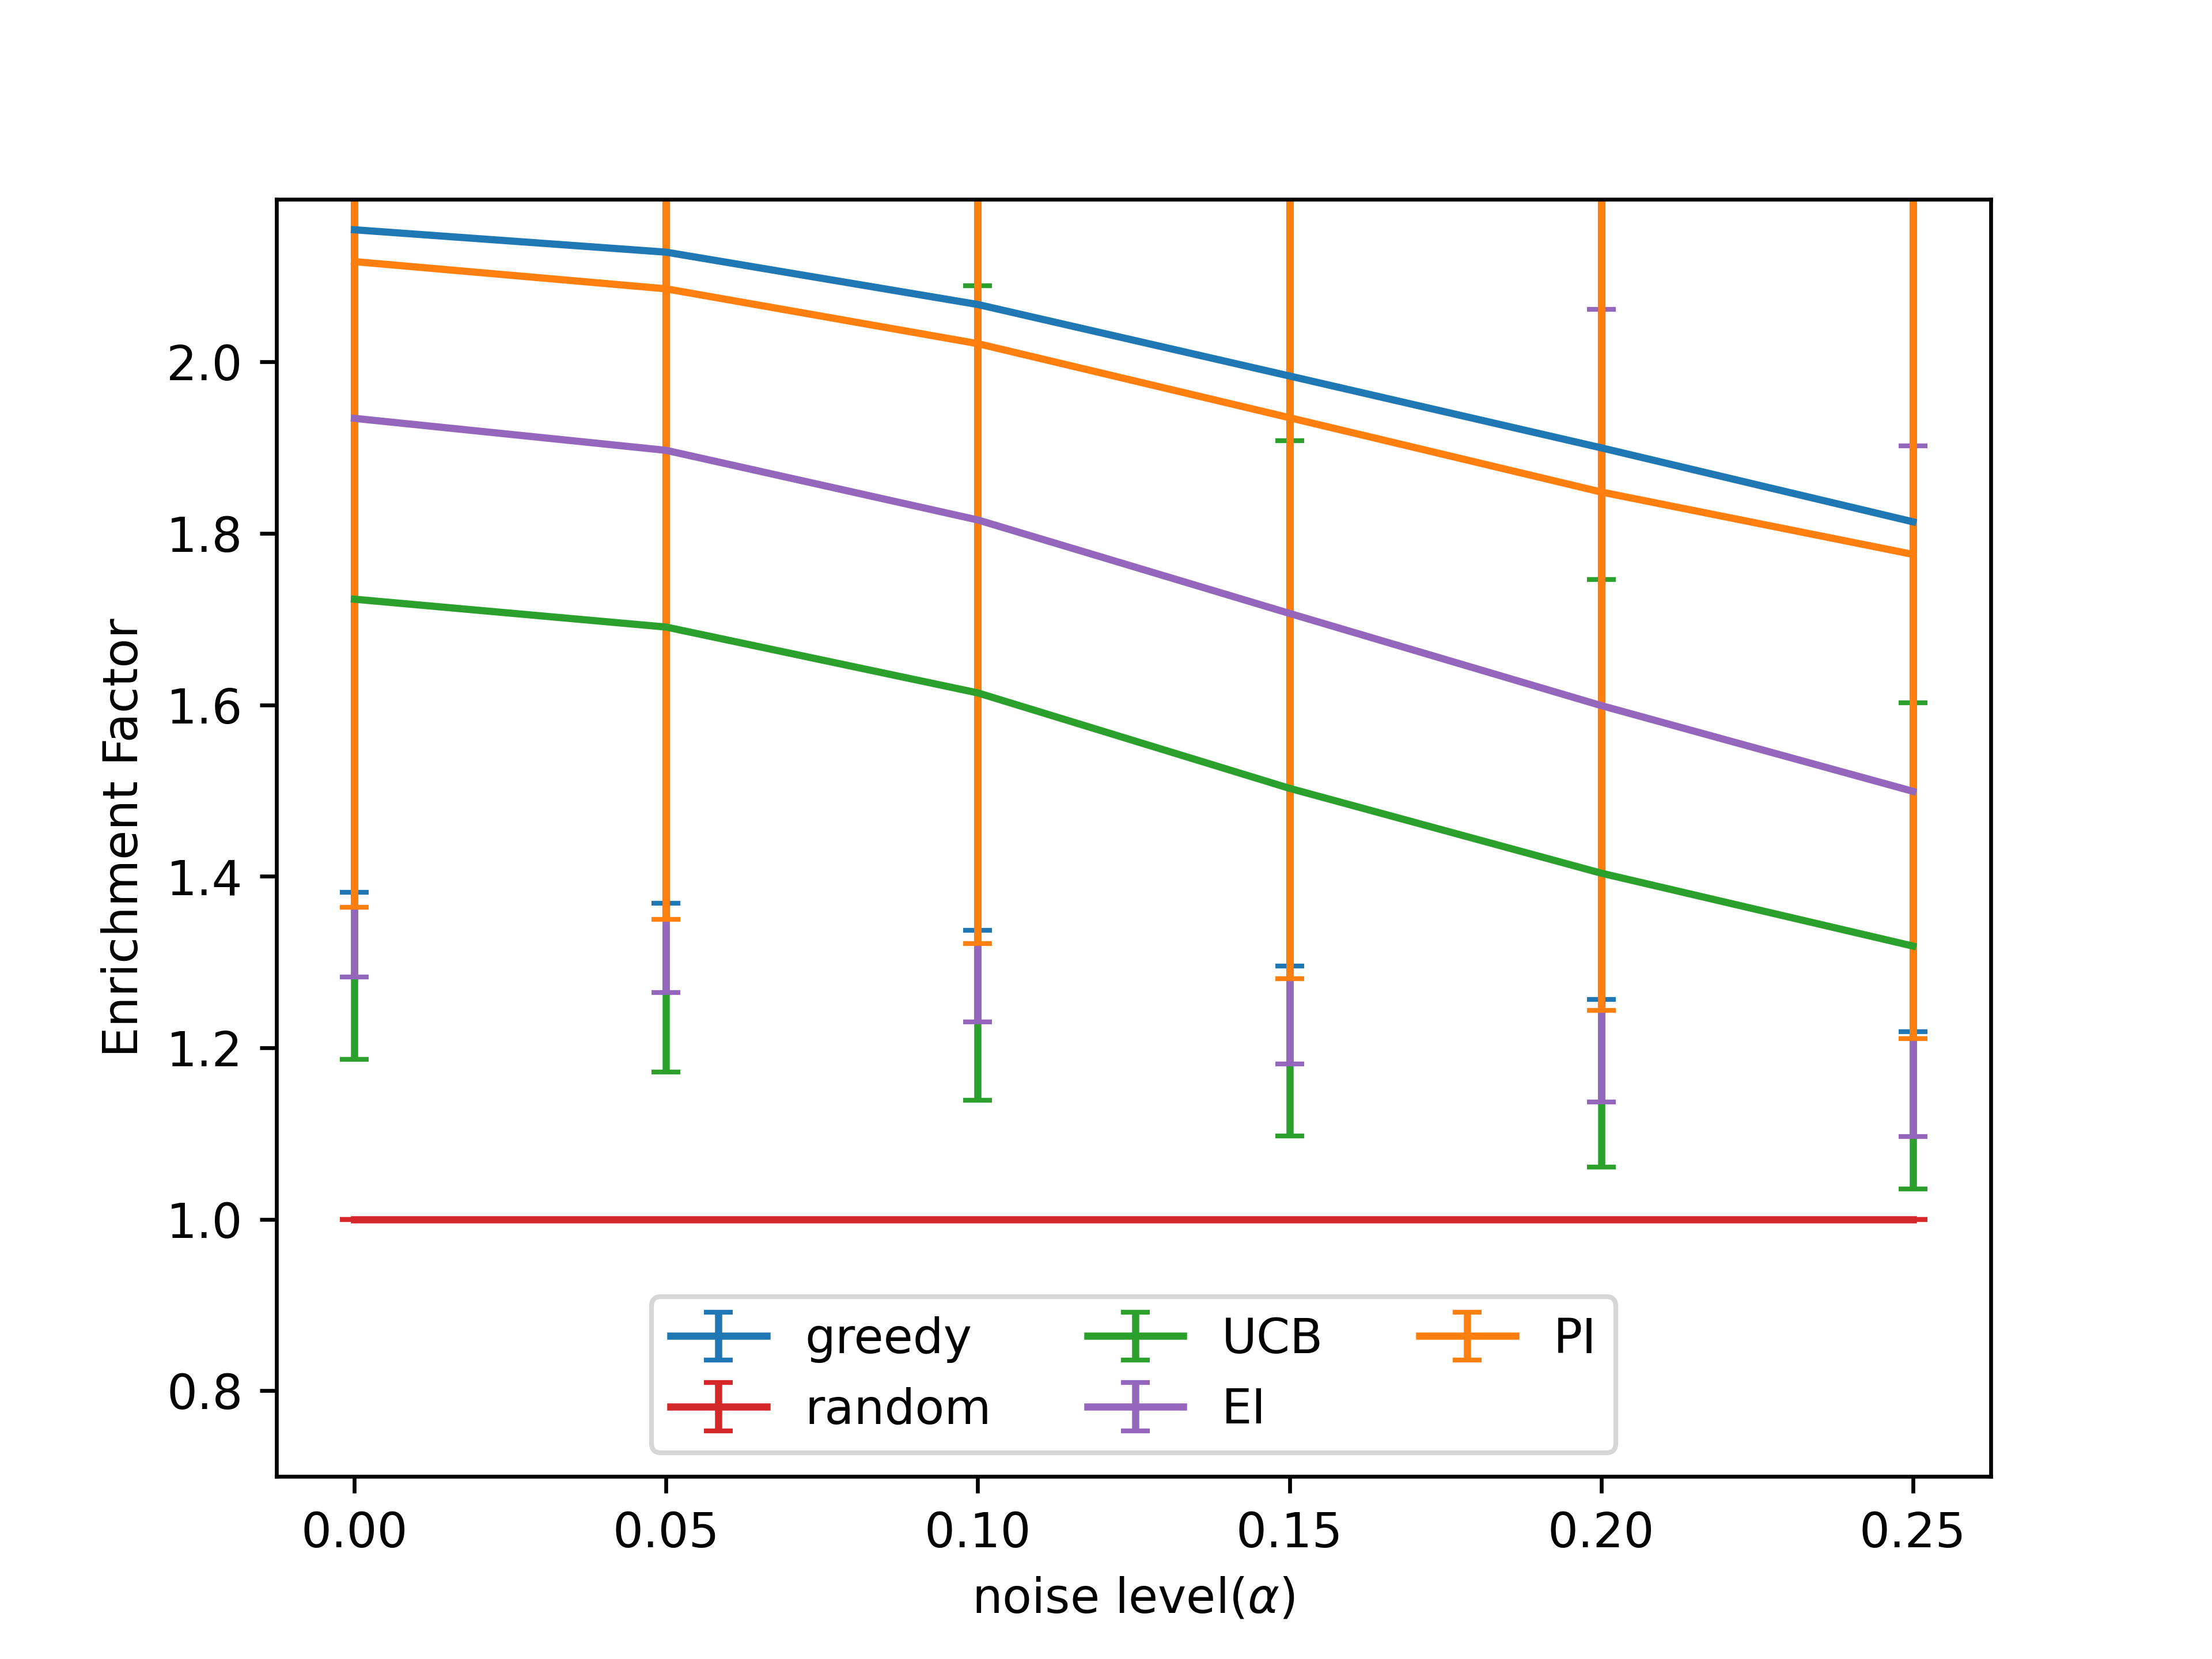 Enrichment Factor
2.0
1.8
1.6
1.4
1.2
1.0
0.8
greedy
random
UCB
EI
PI
0.00 0.05 0.10 0.15 0.20 0.25
noise level(α)